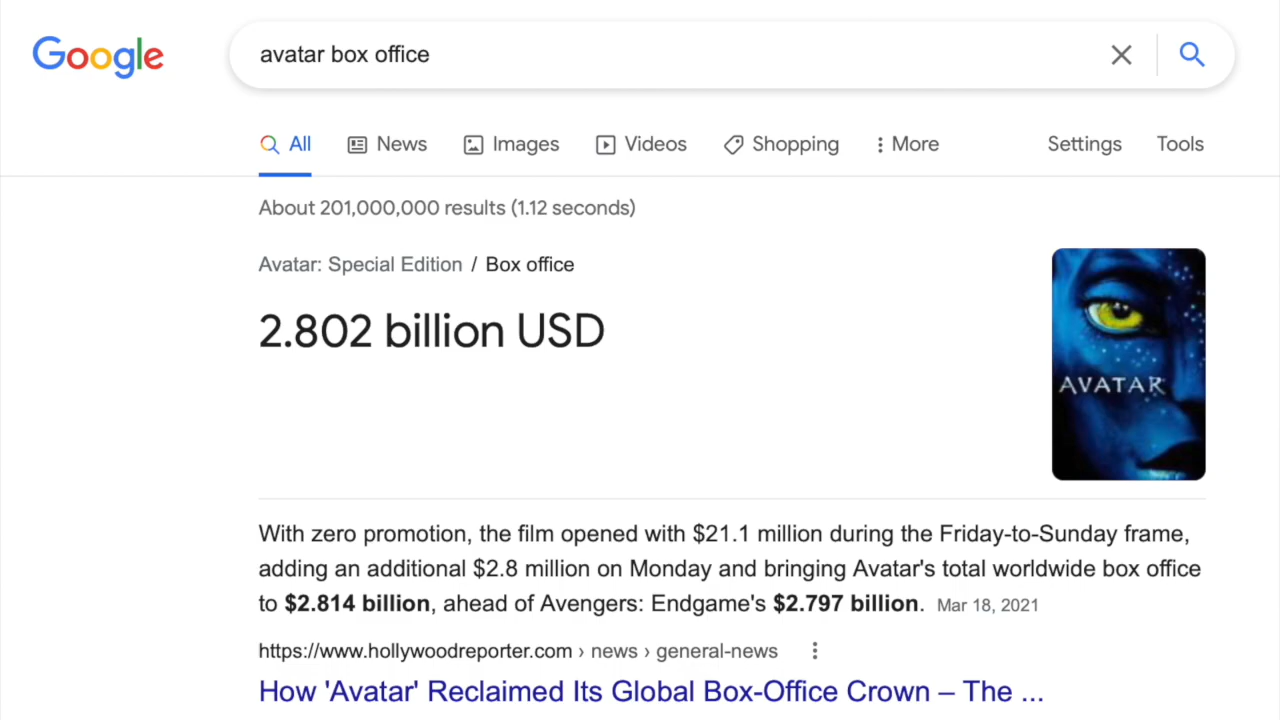 Google
avatar box office
All News Images Videos Shopping More Settings Tools
About 201,000,000 results (1.12 seconds)
Avatar: Special Edition / Box office
2.802 billion USD
AVATAR
With zero promotion, the film opened with $21.1 million during the Friday-to-Sunday frame,
adding an additional $2.8 million on Monday and bringing Avatar's total worldwide box office
to $2.814 billion, ahead of Avengers: Endgame's $2.797 billion. Mar 18, 2021
https://www.hollywoodreporter.com › news › general-news
How 'Avatar' Reclaimed Its Global Box-Office Crown – The ...